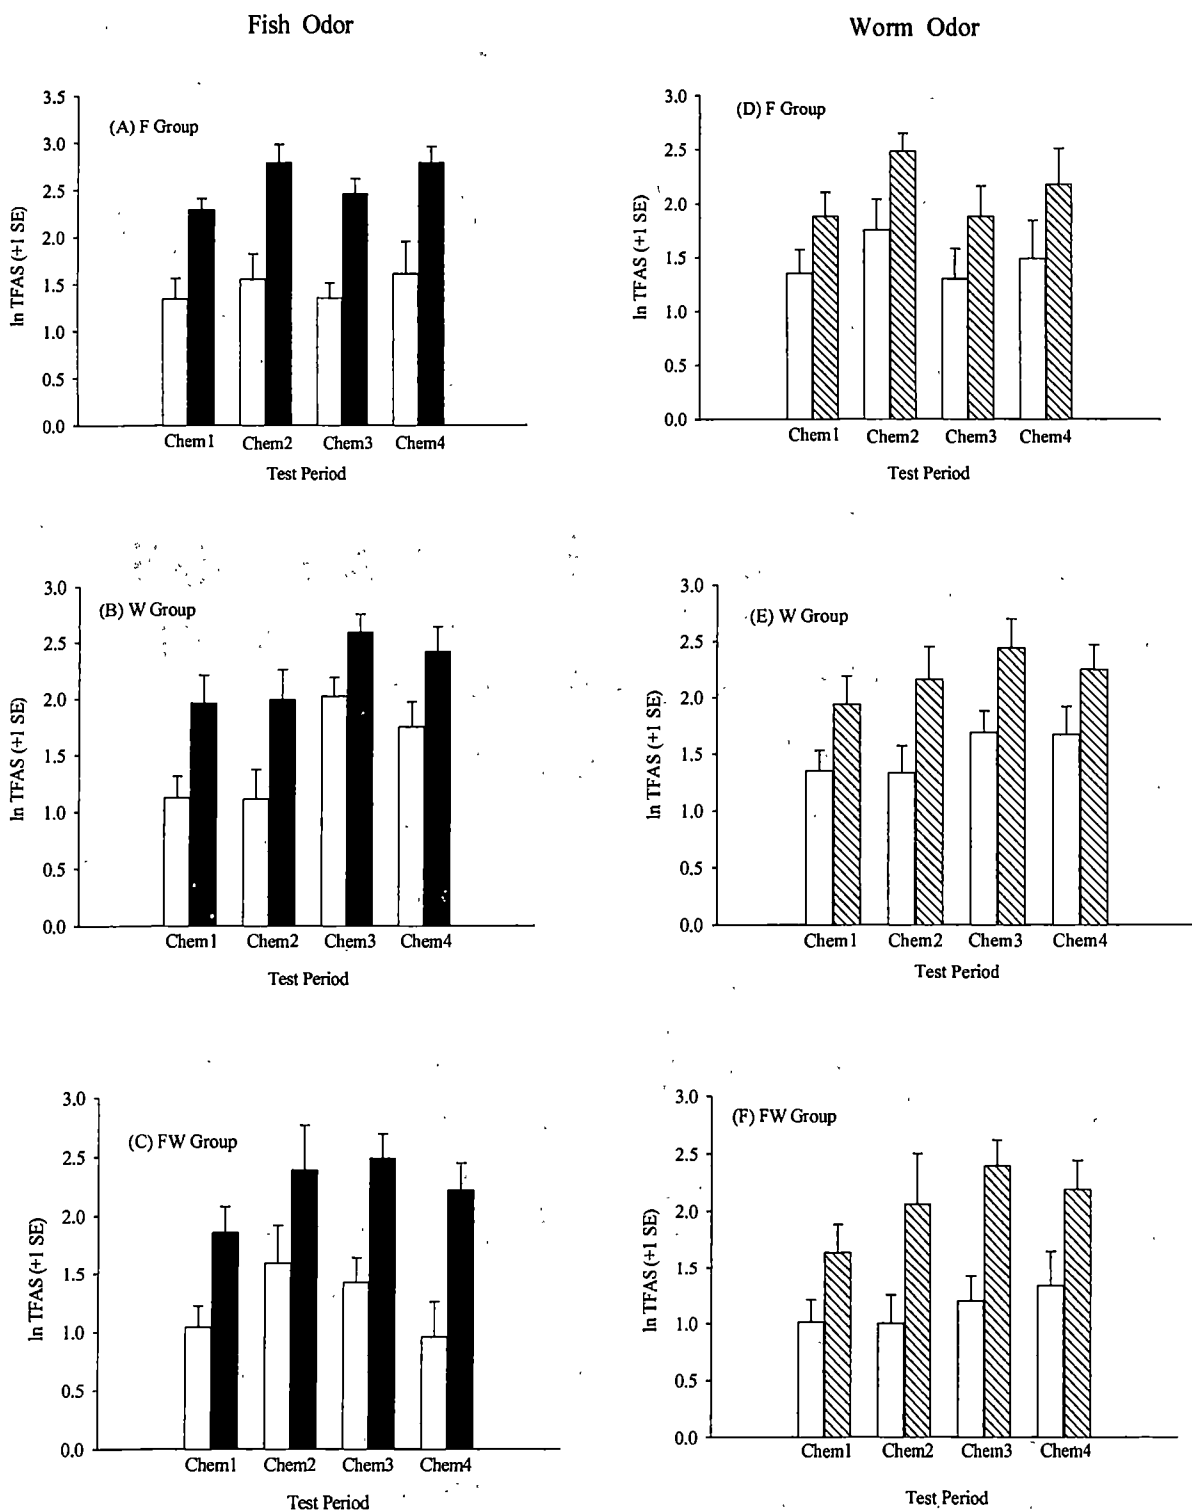 Fish Odor
Worm Odor
(A) F Group
3.5
3.0
2.5
2.0
1.5
1.0
0.5
0.0
ln TFAS (+1 SE)
Chem1 Chem2 Chem3 Chem4
Test Period
(D) F Group
3.0
2.5
2.0
1.5
1.0
0.5
0.0
ln TFAS (+1 SE)
Chem1 Chem2 Chem3 Chem4
Test Period
(B) W Group
3.0
2.5
2.0
1.5
1.0
0.5
0.0
ln TFAS (+1 SE)
Chem1 Chem2 Chem3 Chem4
Test Period
(E) W Group
3.0
2.5
2.0
1.5
1.0
0.5
0.0
ln TFAS (+1 SE)
Chem1 Chem2 Chem3 Chem4
Test Period
(C) FW Group
3.0
2.5
2.0
1.5
1.0
0.5
0.0
ln TFAS (+1 SE)
Chem1 Chem2 Chem3 Chem4
Test Period
(F) FW Group
3.0
2.5
2.0
1.5
1.0
0.5
0.0
ln TFAS (+1 SE)
Chem1 Chem2 Chem3 Chem4
Test Period